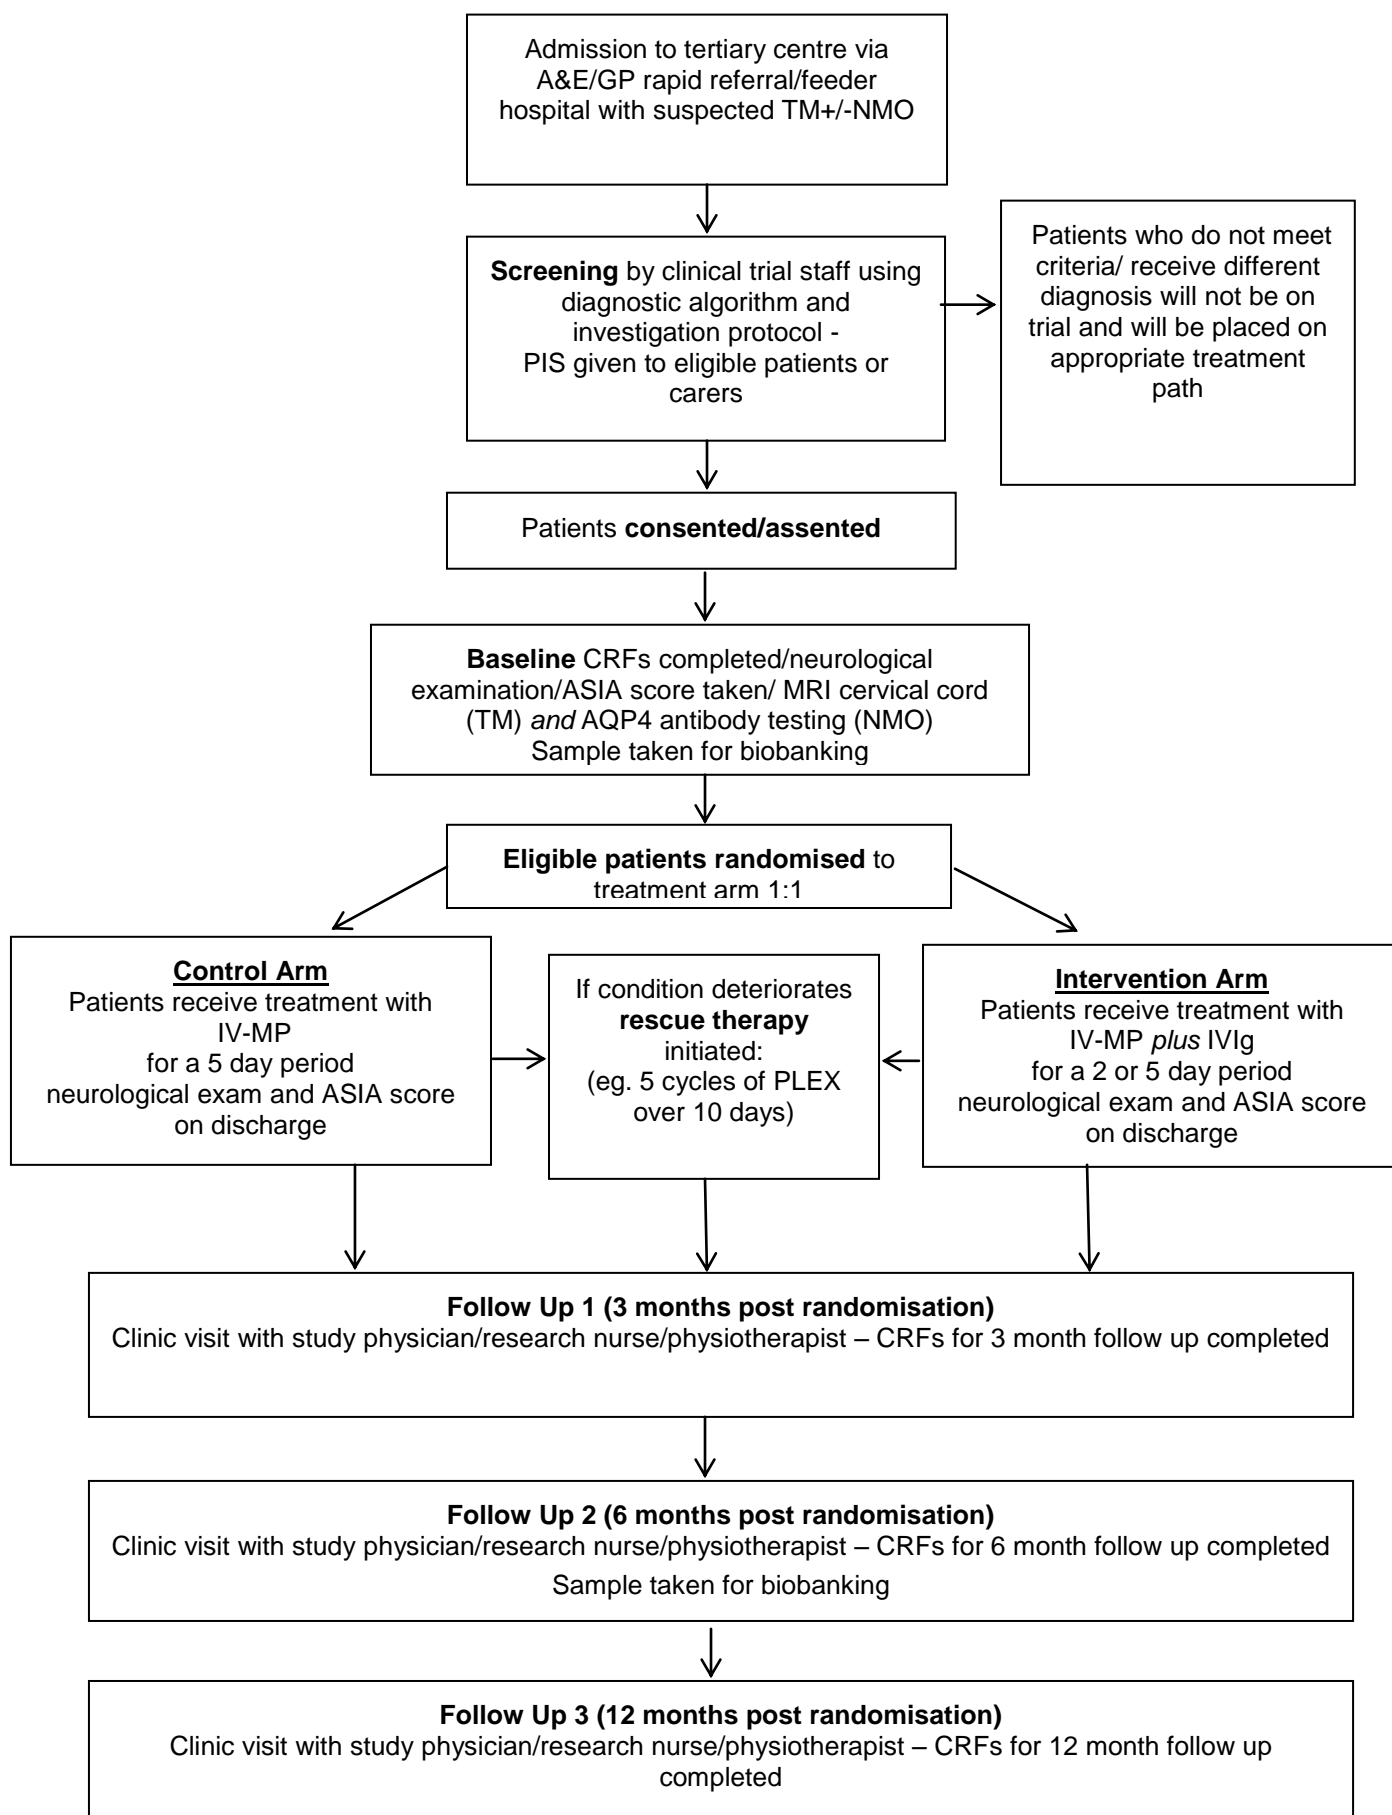 Admission to tertiary centre via
A&E/GP rapid referral/feeder
hospital with suspected TM+/-NMO
Screening by clinical trial staff using
diagnostic algorithm and
investigation protocol -
PIS given to eligible patients or
carers
Patients who do not meet
criteria/ receive different
diagnosis will not be on
trial and will be placed on
appropriate treatment
path
Patients consented/assented
Baseline CRFs completed/neurological
examination/ASIA score taken/ MRI cervical cord
(TM) and AQP4 antibody testing (NMO)
Sample taken for biobanking
Eligible patients randomised to
treatment arm 1:1
Control Arm
Patients receive treatment with
IV-MP
for a 5 day period
neurological exam and ASIA score
on discharge
If condition deteriorates
rescue therapy
initiated:
(eg. 5 cycles of PLEX
over 10 days)
Intervention Arm
Patients receive treatment with
IV-MP plus IVIg
for a 2 or 5 day period
neurological exam and ASIA score
on discharge
Follow Up 1 (3 months post randomisation)
Clinic visit with study physician/research nurse/physiotherapist – CRFs for 3 month follow up completed
Follow Up 2 (6 months post randomisation)
Clinic visit with study physician/research nurse/physiotherapist – CRFs for 6 month follow up completed
Sample taken for biobanking
Follow Up 3 (12 months post randomisation)
Clinic visit with study physician/research nurse/physiotherapist – CRFs for 12 month follow up
completed